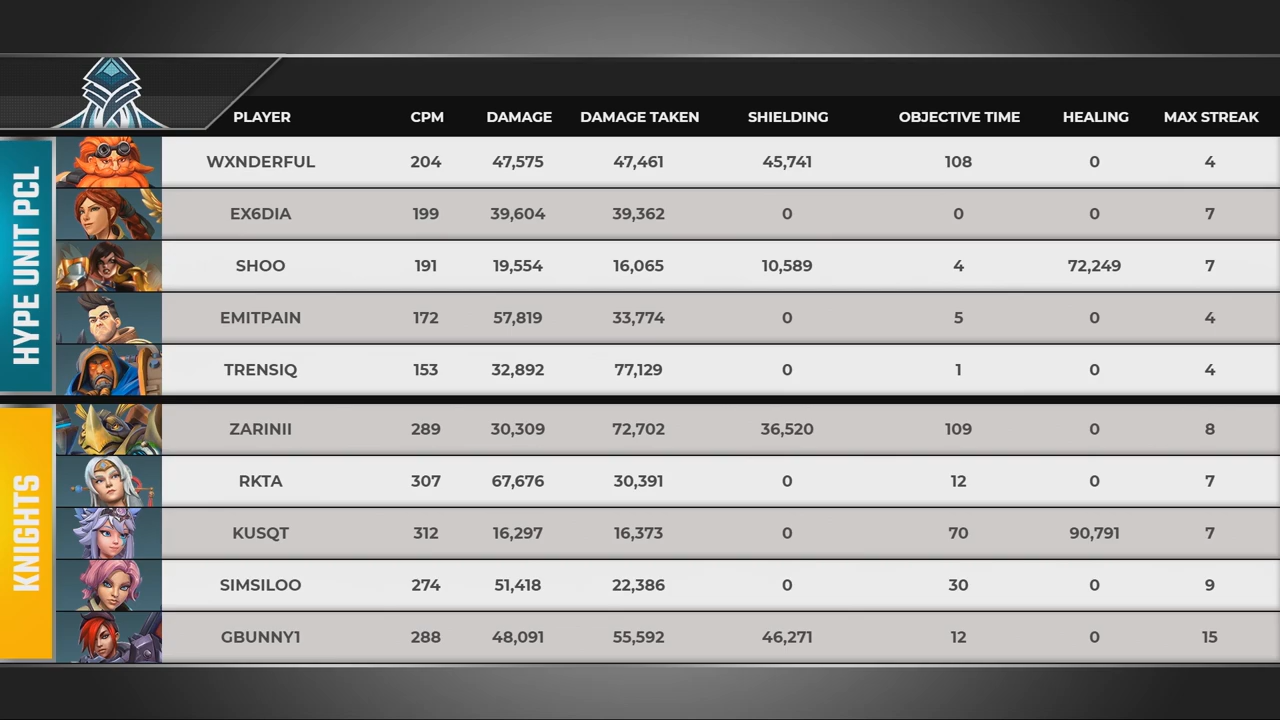 PLAYER CPM DAMAGE DAMAGE TAKEN SHIELDING OBJECTIVE TIME HEALING MAX STREAK
HYPE UNIT PCL
WXNDERFUL 204 47,575 47,461 45,741 108 0 4
EX6DIA 199 39,604 39,362 0 0 0 7
SHOO 191 19,554 16,065 10,589 4 72,249 7
EMITPAIN 172 57,819 33,774 0 5 0 4
TRENSIQ 153 32,892 77,129 0 1 0 4
KNIGHTS
ZARINII 289 30,309 72,702 36,520 109 0 8
RKTA 307 67,676 30,391 0 12 0 7
KUSQT 312 16,297 16,373 0 70 90,791 7
SIMSILOO 274 51,418 22,386 0 30 0 9
GBUNNY1 288 48,091 55,592 46,271 12 0 15